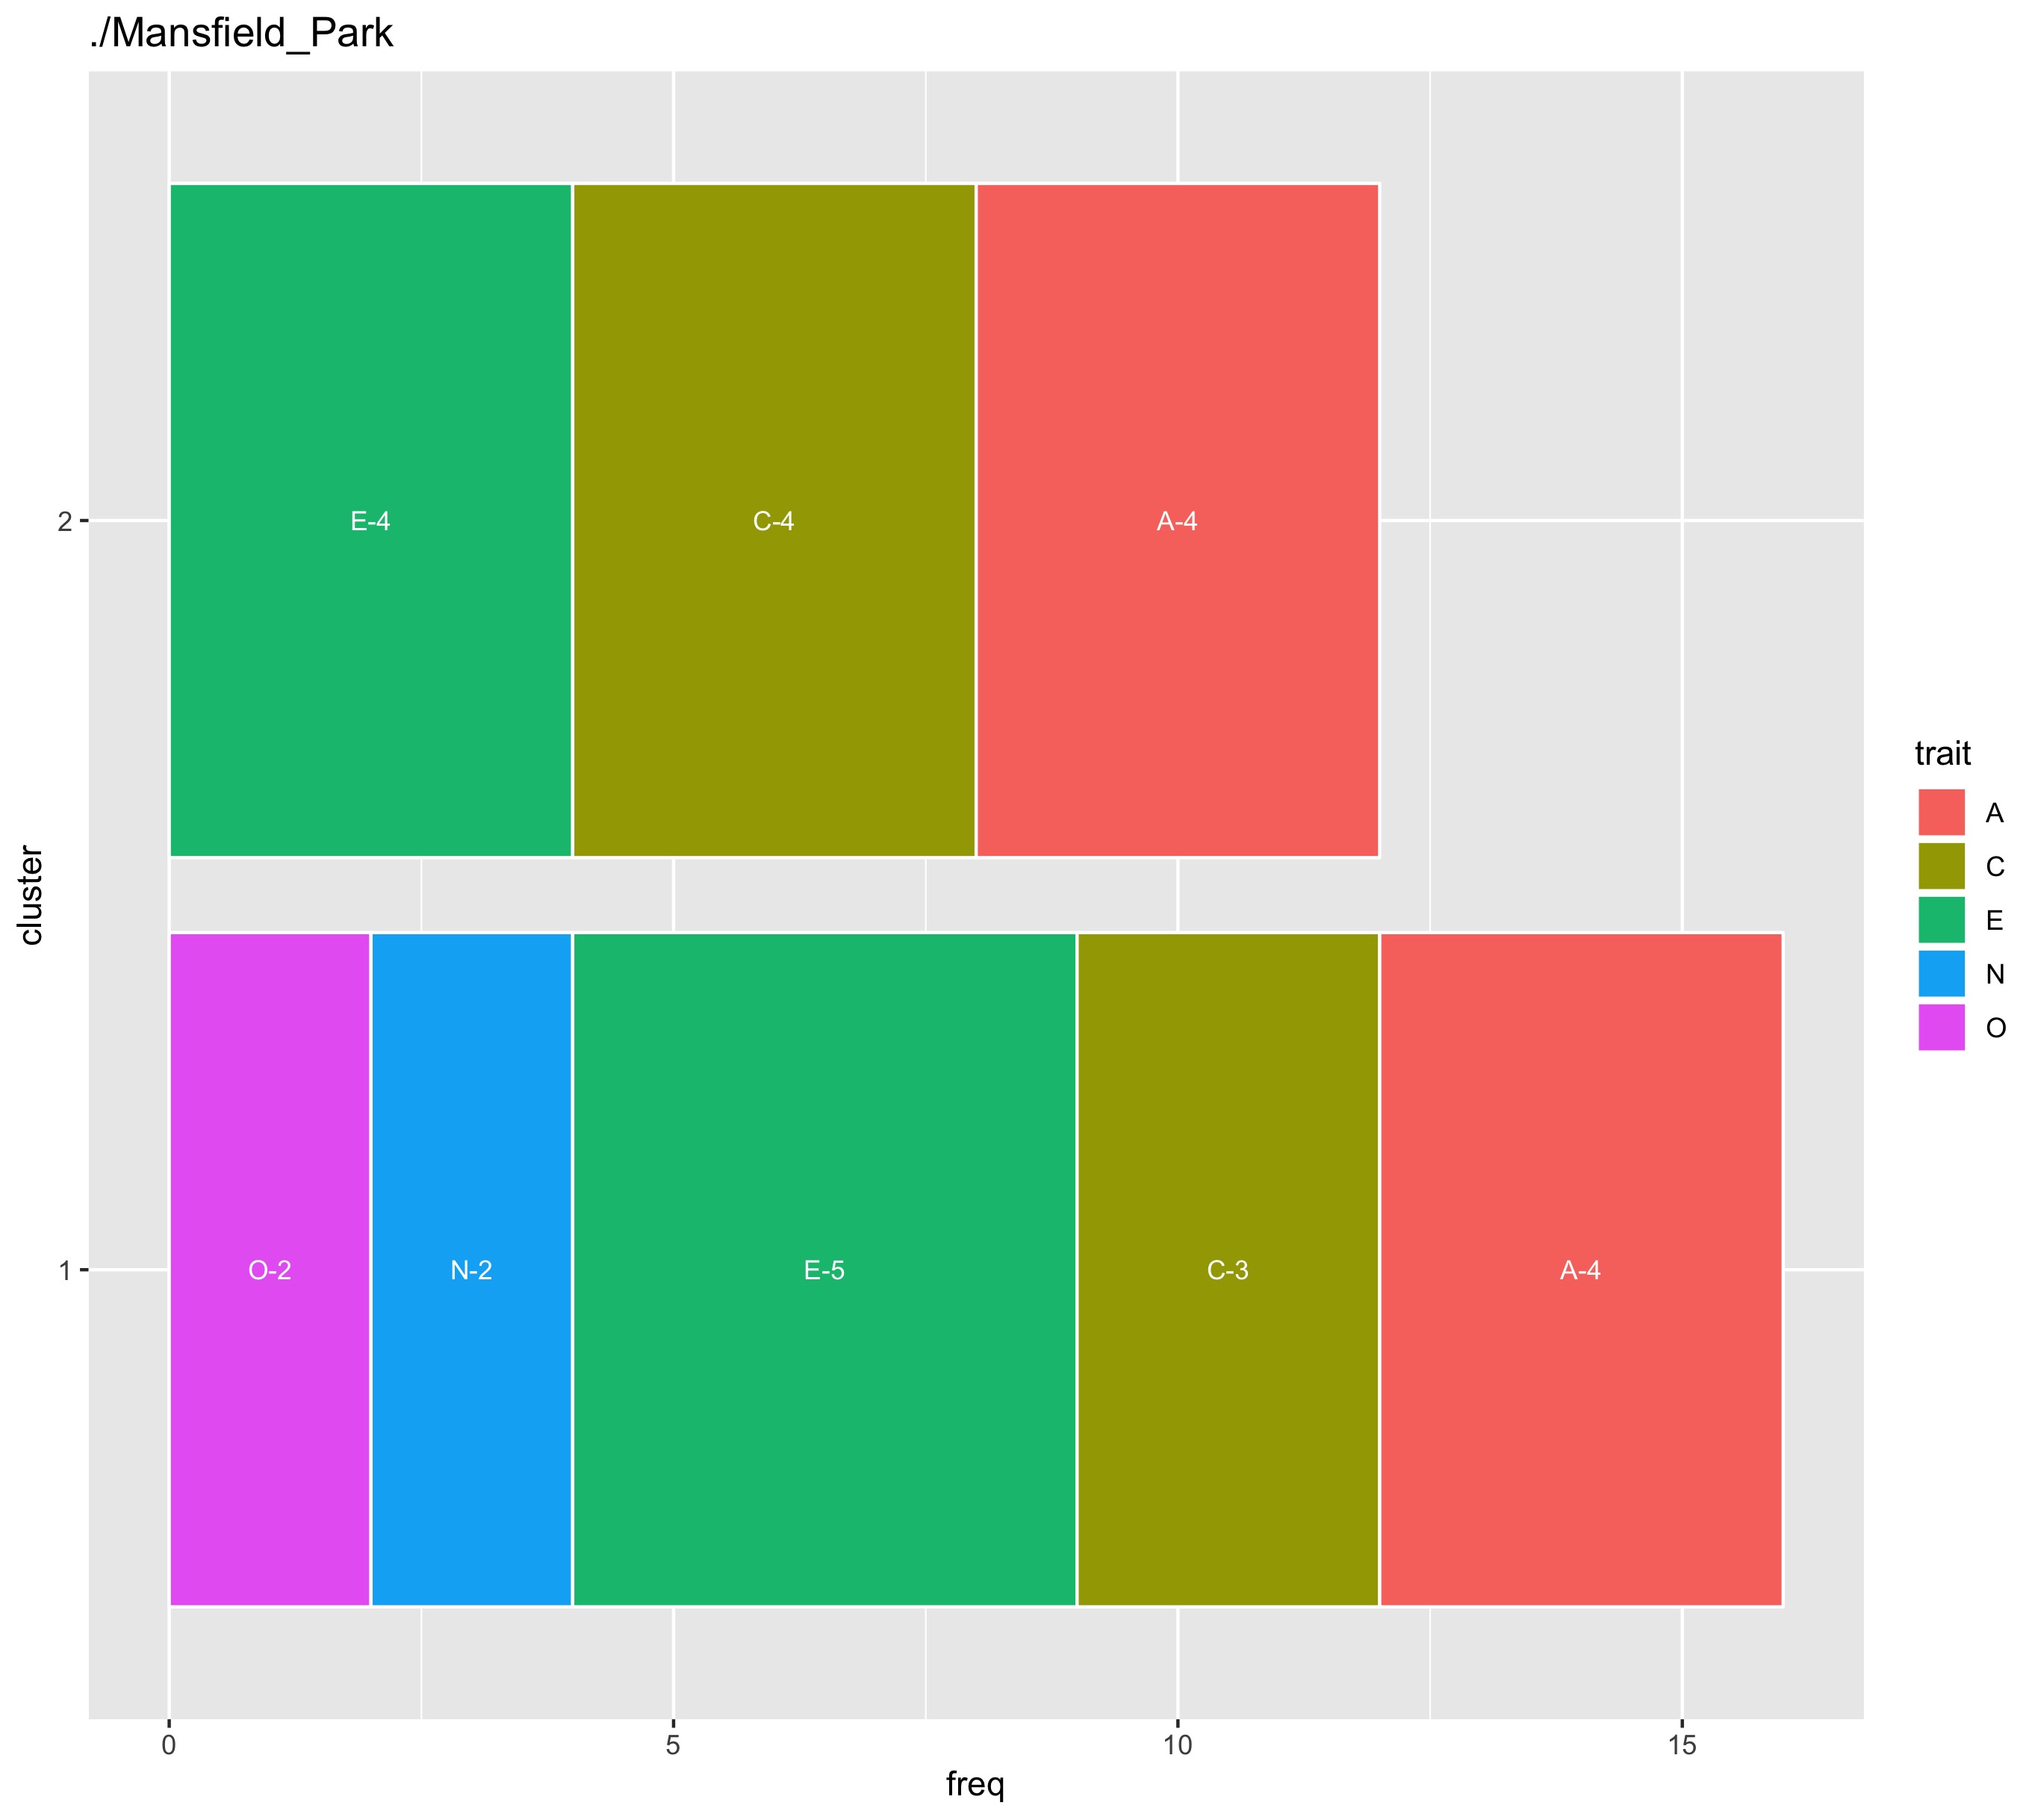 ./Mansfield_Park
cluster
2
E-4
C-4
A-4
1
O-2
N-2
E-5
C-3
A-4
0
5
10
15
freq
trait
A
C
E
N
O